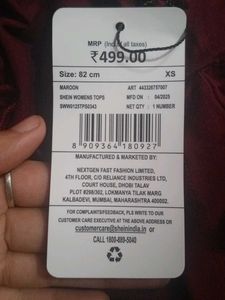 MRP (Incl. of all taxes)
₹499.00
Size: 82 cm XS
MAROON ART 443326757007
SHEIN WOMENS TOPS MFD ON : 04/2025
SWW0125TPS0343 NET QTY : 1 NUMBER
8 909364 180927
MANUFACTURED & MARKETED BY:
NEXTGEN FAST FASHION LIMITED,
4TH FLOOR, C/O RELIANCE INDUSTRIES LTD,
COURT HOUSE, DHOBI TALAV
PLOT #298/302, LOKMANYA TILAK MARG
KALBADEVI, MUMBAI, MAHARASTRA 400002.
FOR COMPLAINTS/FEEDBACK, PLS WRITE TO OUR
CUSTOMER CARE EXECUTIVE AT THE ABOVE ADDRESS OR
customercare@sheinindia.in or
CALL 1800-889-5040